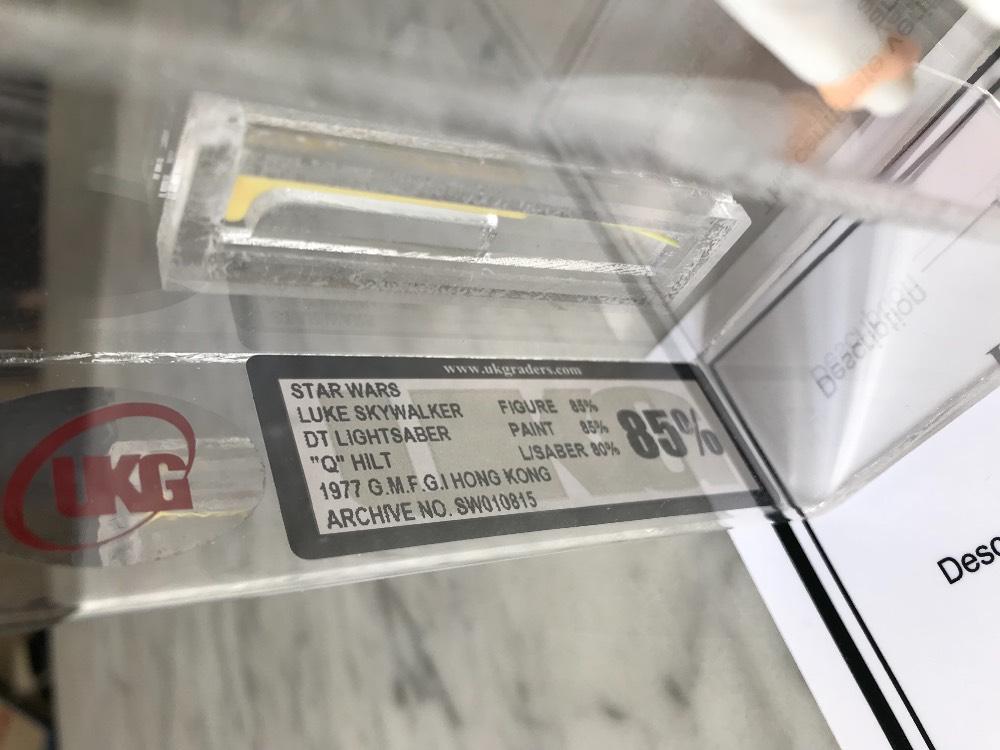 www.ukgraders.com
STAR WARS
LUKE SKYWALKER
DT LIGHTSABER
"Q" HILT
1977 G.M.F.G.I HONG KONG
ARCHIVE NO. SW010815
FIGURE 85%
PAINT 85%
L/SABER 80%
85%
UKG
Description
Desc